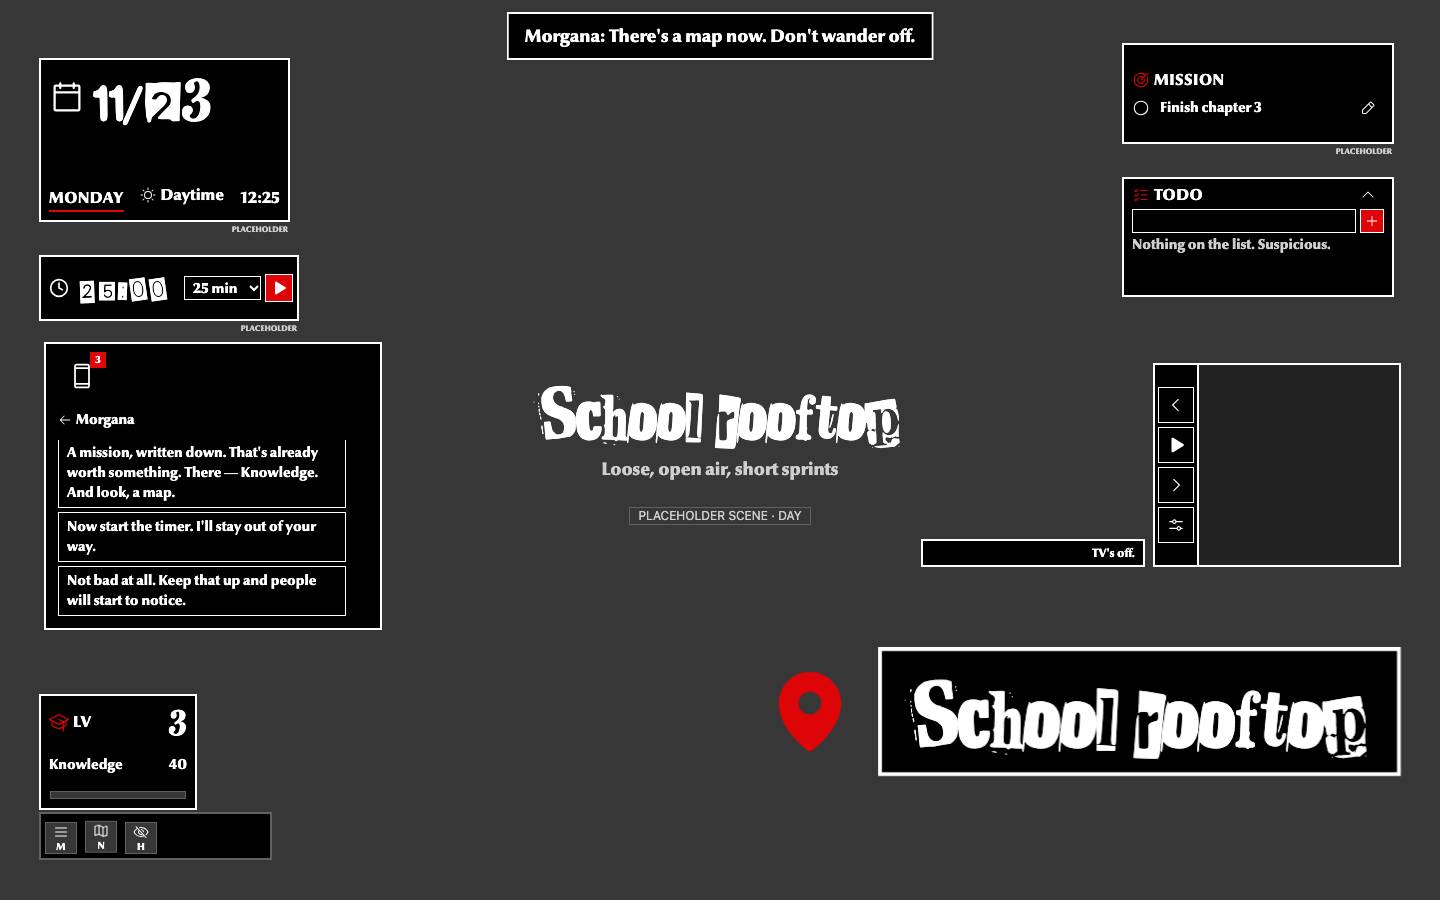 Morgana: There's a map now. Don't wander off.
11/23
MONDAY
Daytime
12:25
PLACEHOLDER
25:00
25 min
PLACEHOLDER
3
Morgana
A mission, written down. That's already
worth something. There — Knowledge.
And look, a map.
Now start the timer. I'll stay out of your
way.
Not bad at all. Keep that up and people
will start to notice.
LV
3
Knowledge
40
M
N
H
School rooftop
Loose, open air, short sprints
PLACEHOLDER SCENE · DAY
MISSION
Finish chapter 3
PLACEHOLDER
TODO
Nothing on the list. Suspicious.
TV's off.
School rooftop